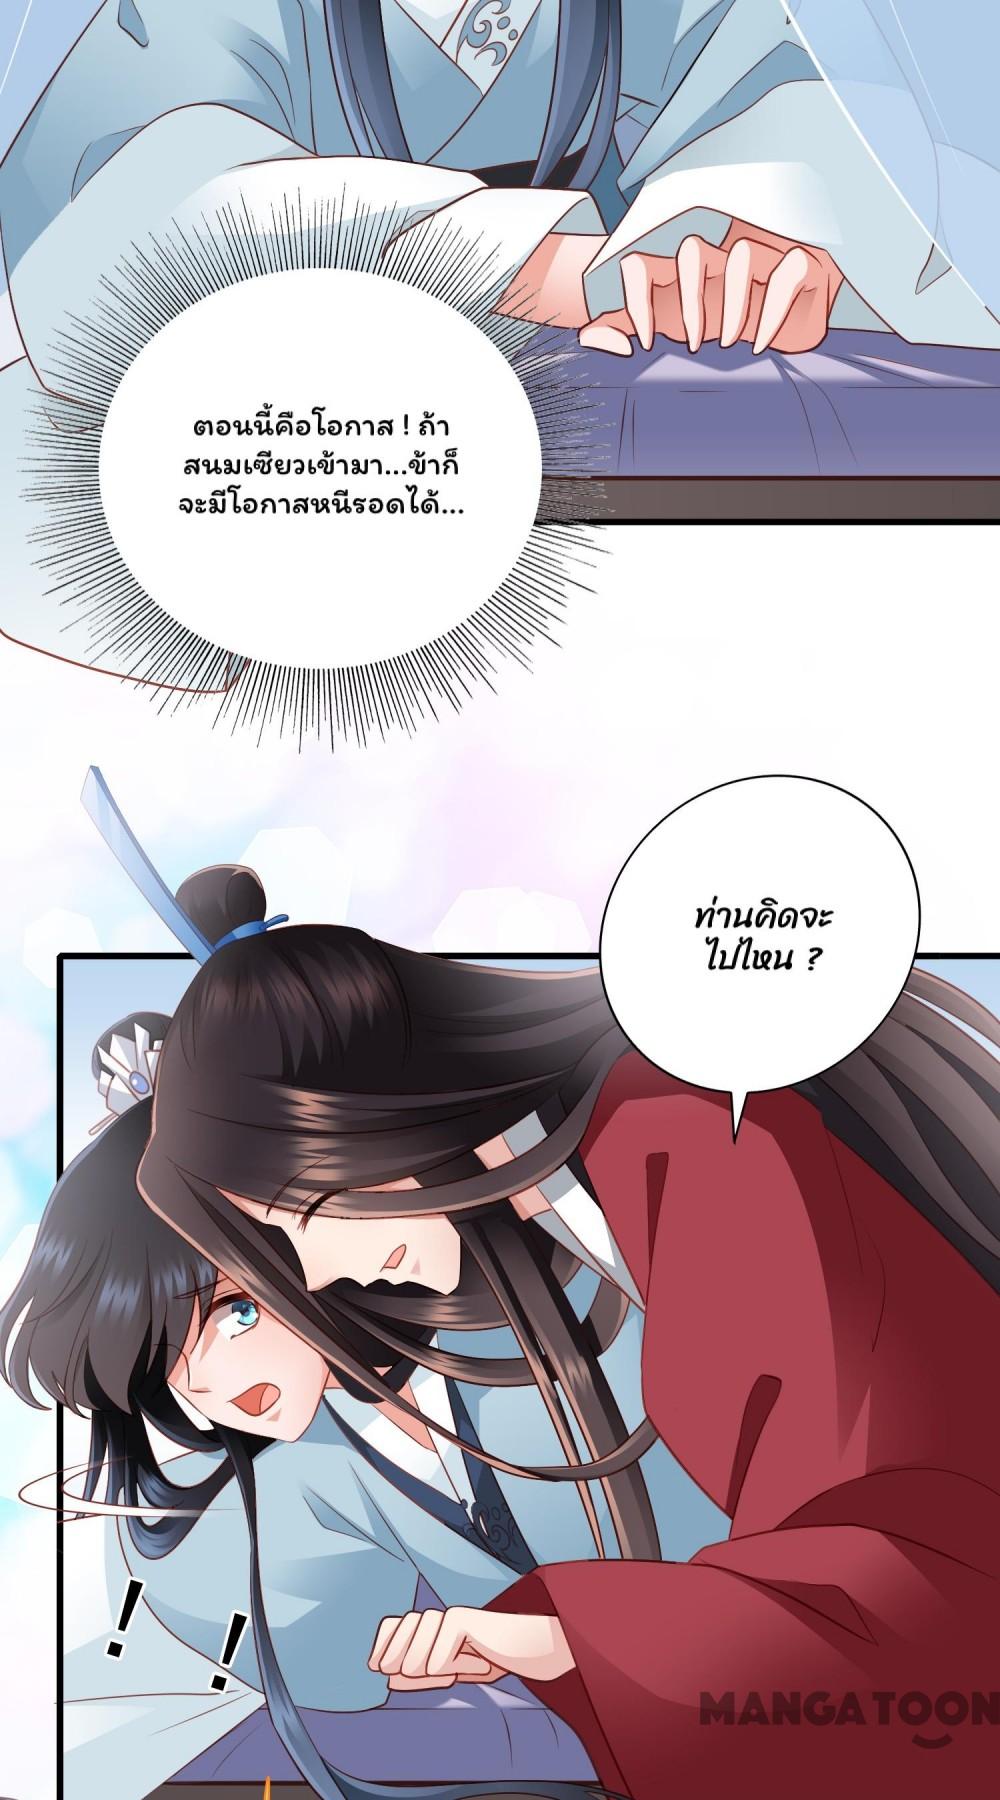 ตอนนี้คือโอกาส ! ถ้า
สนมเซียวเข้ามา...ข้าก็
จะมีโอกาสหนีรอดได้...
ท่านคิดจะ
ไปไหน ?
! !
MANGA TOON